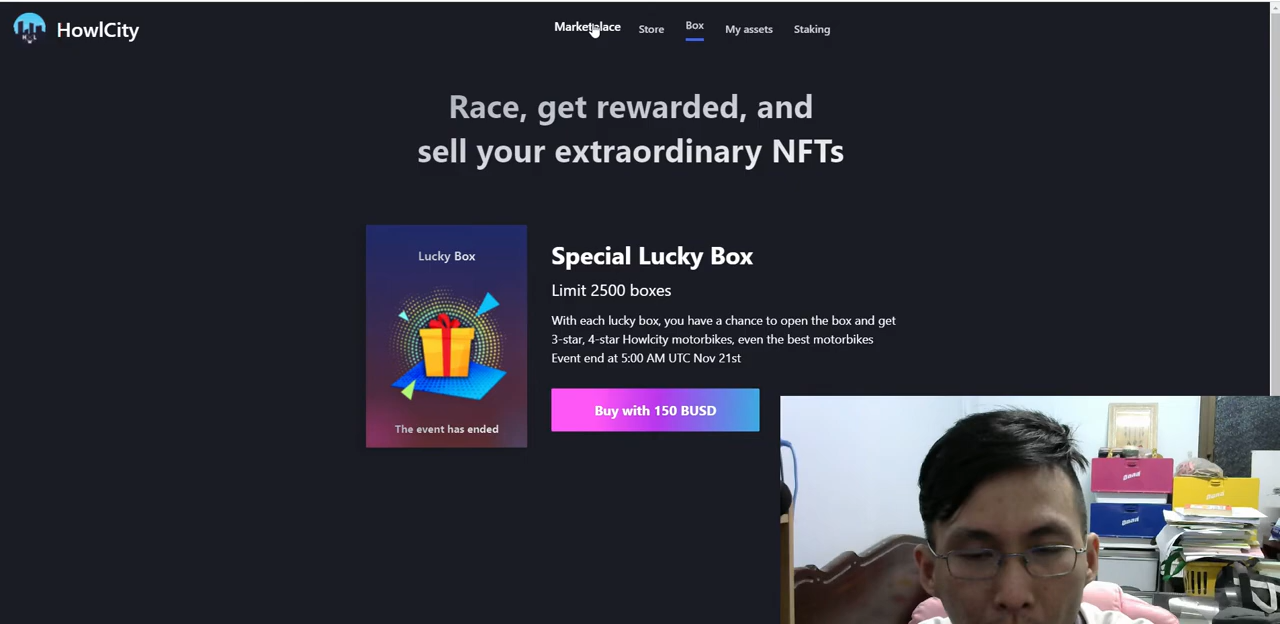 HowlCity
Marketplace
Store
Box
My assets
Staking
Race, get rewarded, and
sell your extraordinary NFTs
Lucky Box
The event has ended
Special Lucky Box
Limit 2500 boxes
With each lucky box, you have a chance to open the box and get
3-star, 4-star Howlcity motorbikes, even the best motorbikes
Event end at 5:00 AM UTC Nov 21st
Buy with 150 BUSD